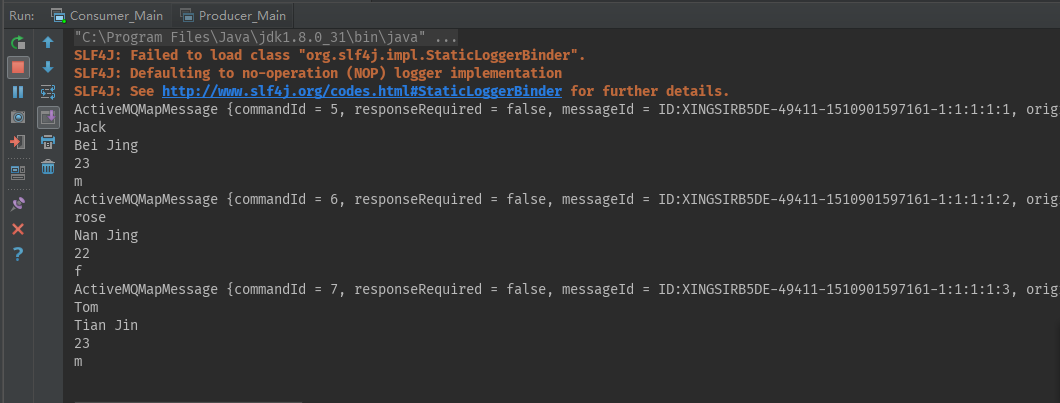 Run: Consumer_Main Producer_Main
"C:\Program Files\Java\jdk1.8.0_31\bin\java" ...
SLF4J: Failed to load class "org.slf4j.impl.StaticLoggerBinder".
SLF4J: Defaulting to no-operation (NOP) logger implementation
SLF4J: See http://www.slf4j.org/codes.html#StaticLoggerBinder for further details.
ActiveMQMapMessage {commandId = 5, responseRequired = false, messageId = ID:XINGSIRB5DE-49411-1510901597161-1:1:1:1:1, orig
Jack
Bei Jing
23
m
ActiveMQMapMessage {commandId = 6, responseRequired = false, messageId = ID:XINGSIRB5DE-49411-1510901597161-1:1:1:1:2, orig
rose
Nan Jing
22
f
ActiveMQMapMessage {commandId = 7, responseRequired = false, messageId = ID:XINGSIRB5DE-49411-1510901597161-1:1:1:1:3, orig
Tom
Tian Jin
23
m